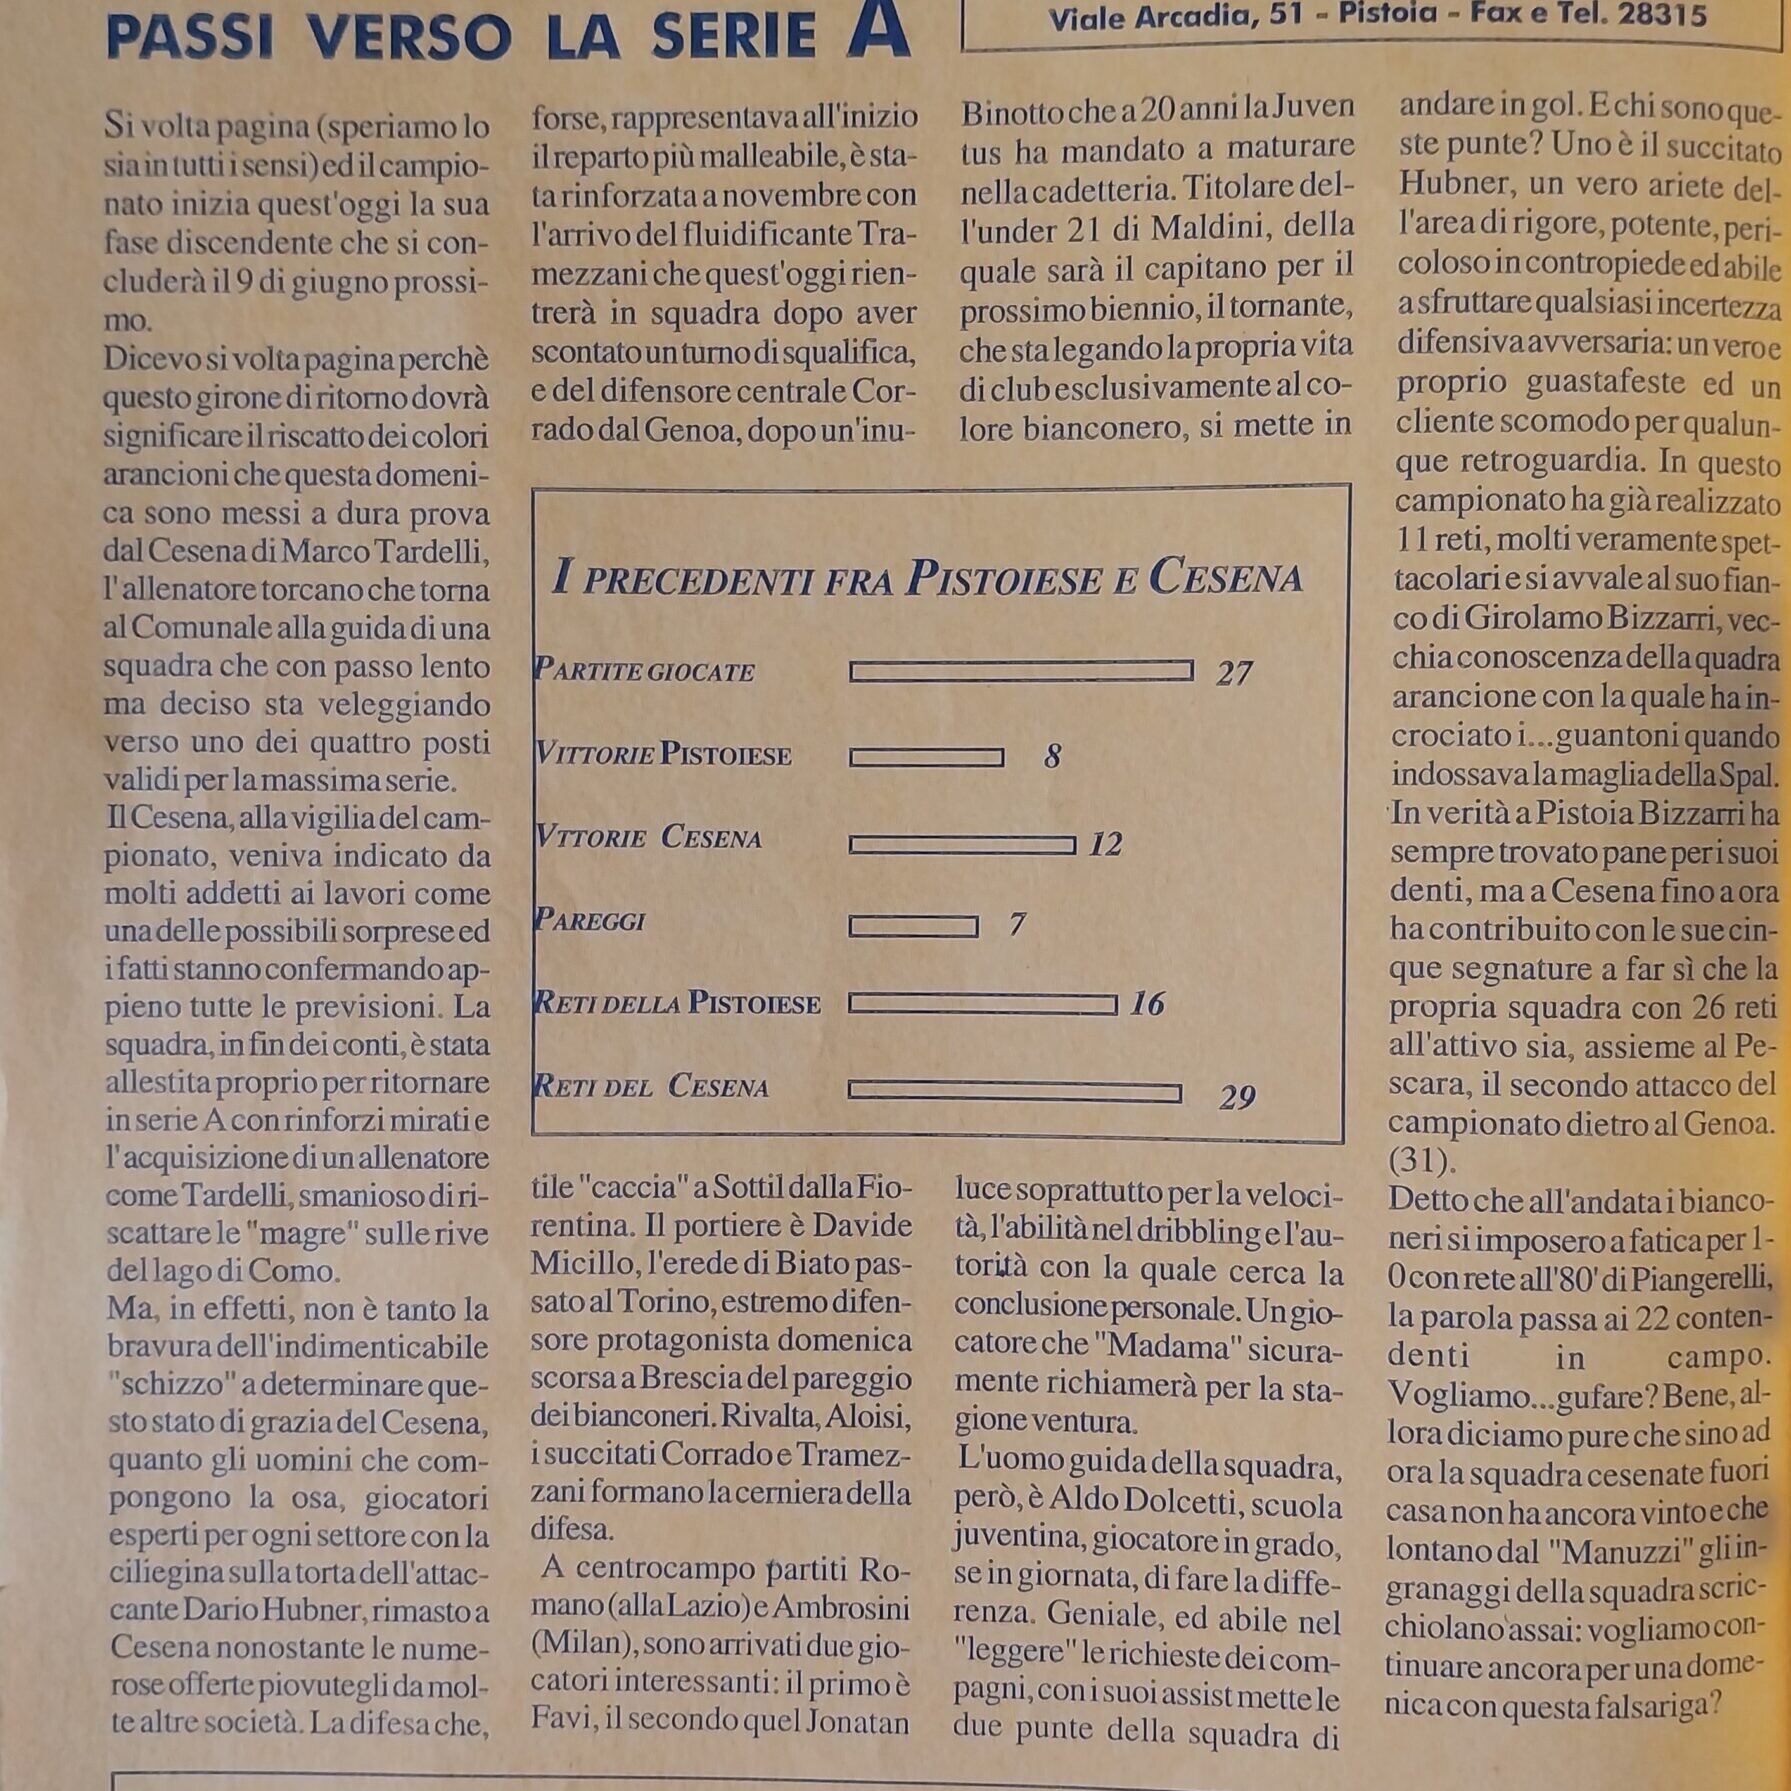 PASSI VERSO LA SERIE A
Viale Arcadia, 51 - Pistoia - Fax e Tel. 28315
Si volta pagina (speriamo lo
sia in tutti i sensi) ed il campio-
nato inizia quest'oggi la sua
fase discendente che si con-
cluderà il 9 di giugno prossi-
mo.
Dicevo si volta pagina perchè
questo girone di ritorno dovrà
significare il riscatto dei colori
arancioni che questa domeni-
ca sono messi a dura prova
dal Cesena di Marco Tardelli,
l'allenatore torcano che torna
al Comunale alla guida di una
squadra che con passo lento
ma deciso sta veleggiando
verso uno dei quattro posti
validi per la massima serie.
Il Cesena, alla vigilia del cam-
pionato, veniva indicato da
molti addetti ai lavori come
una delle possibili sorprese ed
i fatti stanno confermando ap-
pieno tutte le previsioni. La
squadra, in fin dei conti, è stata
allestita proprio per ritornare
in serie A con rinforzi mirati e
l'acquisizione di un allenatore
come Tardelli, smanioso di ri-
scattare le "magre" sulle rive
del lago di Como.
Ma, in effetti, non è tanto la
bravura dell'indimenticabile
"schizzo" a determinare que-
sto stato di grazia del Cesena,
quanto gli uomini che com-
pongono la osa, giocatori
esperti per ogni settore con la
ciliegina sulla torta dell'attac-
cante Dario Hubner, rimasto a
Cesena nonostante le nume-
rose offerte piovutegli da mol-
te altre società. La difesa che,
forse, rappresentava all'inizio
il reparto più malleabile, è sta-
ta rinforzata a novembre con
l'arrivo del fluidificante Tra-
mezzani che quest'oggi rien-
trerà in squadra dopo aver
scontato un turno di squalifica,
e del difensore centrale Cor-
rado dal Genoa, dopo un'inu-
tile "caccia" a Sottil dalla Fio-
rentina. Il portiere è Davide
Micillo, l'erede di Biato pas-
sato al Torino, estremo difen-
sore protagonista domenica
scorsa a Brescia del pareggio
dei bianconeri. Rivalta, Aloisi,
i succitati Corrado e Tramez-
zani formano la cerniera della
difesa.
A centrocampo partiti Ro-
mano (alla Lazio) e Ambrosini
(Milan), sono arrivati due gio-
catori interessanti: il primo è
Favi, il secondo quel Jonatan
Binotto che a 20 anni la Juven
tus ha mandato a maturare
nella cadetteria. Titolare del-
l'under 21 di Maldini, della
quale sarà il capitano per il
prossimo biennio, il tornante,
che sta legando la propria vita
di club esclusivamente al co-
lore bianconero, si mette in
luce soprattutto per la veloci-
tà, l'abilità nel dribbling e l'au-
torità con la quale cerca la
conclusione personale. Un gio-
catore che "Madama" sicura-
mente richiamerà per la sta-
gione ventura.
L'uomo guida della squadra,
però, è Aldo Dolcetti, scuola
juventina, giocatore in grado,
se in giornata, di fare la diffe-
renza. Geniale, ed abile nel
"leggere" le richieste dei com-
pagni, con i suoi assist mette le
due punte della squadra di
andare in gol. E chi sono que-
ste punte? Uno è il succitato
Hubner, un vero ariete del-
l'area di rigore, potente, peri-
coloso in contropiede ed abile
a sfruttare qualsiasi incertezza
difensiva avversaria: un vero e
proprio guastafeste ed un
cliente scomodo per qualun-
que retroguardia. In questo
campionato ha già realizzato
11 reti, molti veramente spet-
tacolari e si avvale al suo fian-
co di Girolamo Bizzarri, vec-
chia conoscenza della quadra
arancione con la quale ha in-
crociato i...guantoni quando
indossava la maglia della Spal.
In verità a Pistoia Bizzarri ha
sempre trovato pane per i suoi
denti, ma a Cesena fino a ora
ha contribuito con le sue cin-
que segnature a far sì che la
propria squadra con 26 reti
all'attivo sia, assieme al Pe-
scara, il secondo attacco del
campionato dietro al Genoa.
(31).
Detto che all'andata i bianco-
neri si imposero a fatica per 1-
0 con rete all'80' di Piangerelli,
la parola passa ai 22 conten-
denti in campo.
Vogliamo...gufare? Bene, al-
lora diciamo pure che sino ad
ora la squadra cesenate fuori
casa non ha ancora vinto e che
lontano dal "Manuzzi" gli in-
granaggi della squadra scric-
chiolano assai: vogliamo con-
tinuare ancora per una dome-
nica con questa falsariga?
I PRECEDENTI FRA PISTOIESE E CESENA
PARTITE GIOCATE 27
VITTORIE PISTOIESE 8
VTTORIE CESENA 12
PAREGGI 7
RETI DELLA PISTOIESE 16
RETI DEL CESENA 29